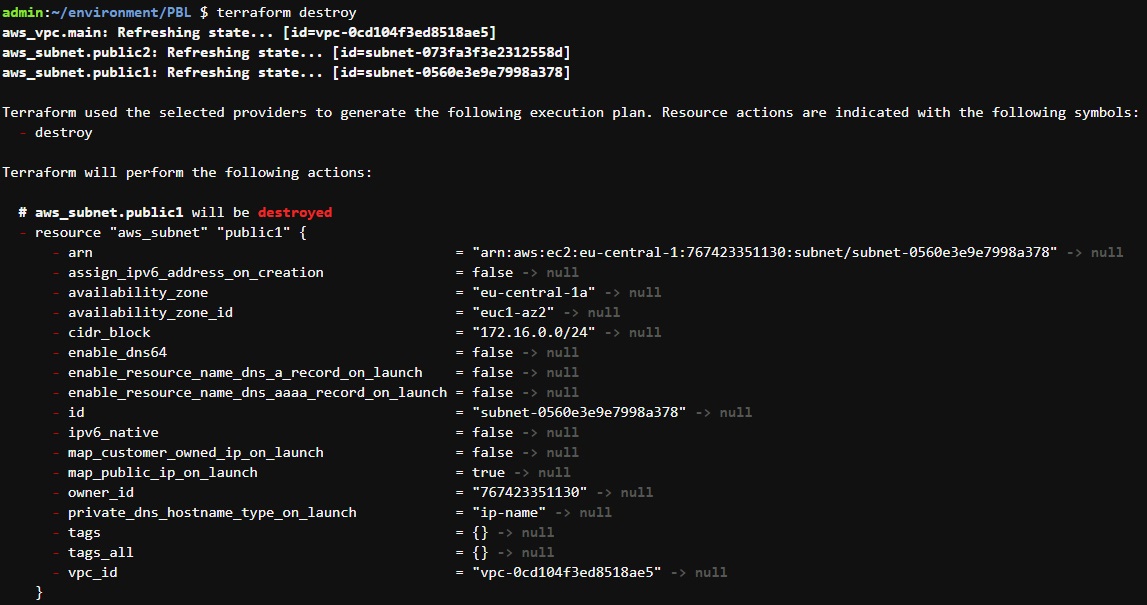 admin:~/environment/PBL $ terraform destroy
aws_vpc.main: Refreshing state... [id=vpc-0cd104f3ed8518ae5]
aws_subnet.public2: Refreshing state... [id=subnet-073fa3f3e2312558d]
aws_subnet.public1: Refreshing state... [id=subnet-0560e3e9e7998a378]
Terraform used the selected providers to generate the following execution plan. Resource actions are indicated with the following symbols:
- destroy
Terraform will perform the following actions:
# aws_subnet.public1 will be destroyed
- resource "aws_subnet" "public1" {
- arn = "arn:aws:ec2:eu-central-1:767423351130:subnet/subnet-0560e3e9e7998a378" -> null
- assign_ipv6_address_on_creation = false -> null
- availability_zone = "eu-central-1a" -> null
- availability_zone_id = "euc1-az2" -> null
- cidr_block = "172.16.0.0/24" -> null
- enable_dns64 = false -> null
- enable_resource_name_dns_a_record_on_launch = false -> null
- enable_resource_name_dns_aaaa_record_on_launch = false -> null
- id = "subnet-0560e3e9e7998a378" -> null
- ipv6_native = false -> null
- map_customer_owned_ip_on_launch = false -> null
- map_public_ip_on_launch = true -> null
- owner_id = "767423351130" -> null
- private_dns_hostname_type_on_launch = "ip-name" -> null
- tags = {} -> null
- tags_all = {} -> null
- vpc_id = "vpc-0cd104f3ed8518ae5" -> null
}